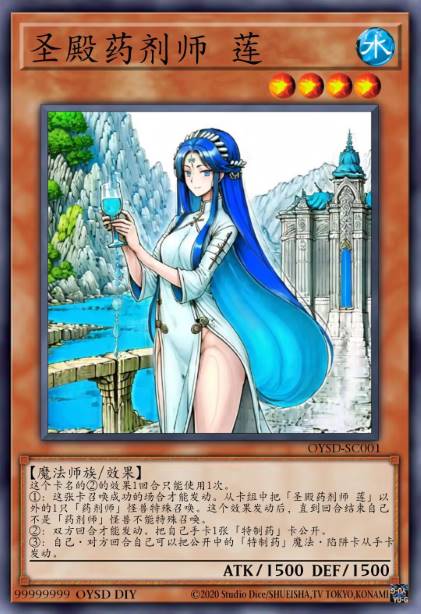 圣殿药剂师 莲
水
OYSD-SC001
【魔法师族/效果】
这个卡名的②的效果1回合只能使用1次。
①：这张卡召唤成功的场合才能发动。从卡组中把「圣殿药剂师 莲」以
外的1只「药剂师」怪兽特殊召唤。这个效果发动后，直到回合结束自己
不是「药剂师」怪兽不能特殊召唤。
②：双方回合才能发动。把自己手卡1张「特制药」卡公开。
③：自己·对方回合自己可以把公开中的「特制药」魔法·陷阱卡从手卡
发动。
ATK/1500 DEF/1500
99999999 OYSD DIY ©2020 Studio Dice/SHUEISHA,TV TOKYO,KONAMI